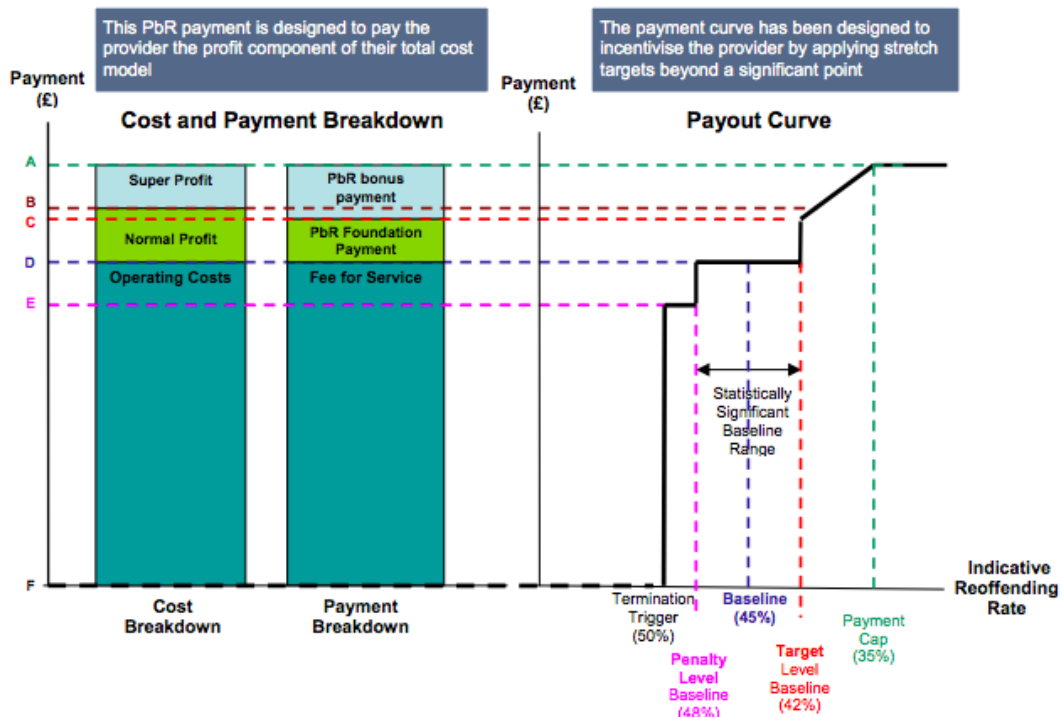 This PbR payment is designed to pay the
provider the profit component of their total cost
model
The payment curve has been designed to
incentivise the provider by applying stretch
targets beyond a significant point
Payment
(£)
Cost and Payment Breakdown
Payment
(£)
Payout Curve
A
B
C
D
E
F
Super Profit
Normal Profit
Operating Costs
PbR bonus
payment
PbR Foundation
Payment
Fee for Service
Cost
Breakdown
Payment
Breakdown
Statistically
Significant
Baseline
Range
Termination
Trigger
(50%)
Penalty
Level
Baseline
(48%)
Baseline
(45%)
Target
Level
Baseline
(42%)
Payment
Cap
(35%)
Indicative
Reoffending
Rate